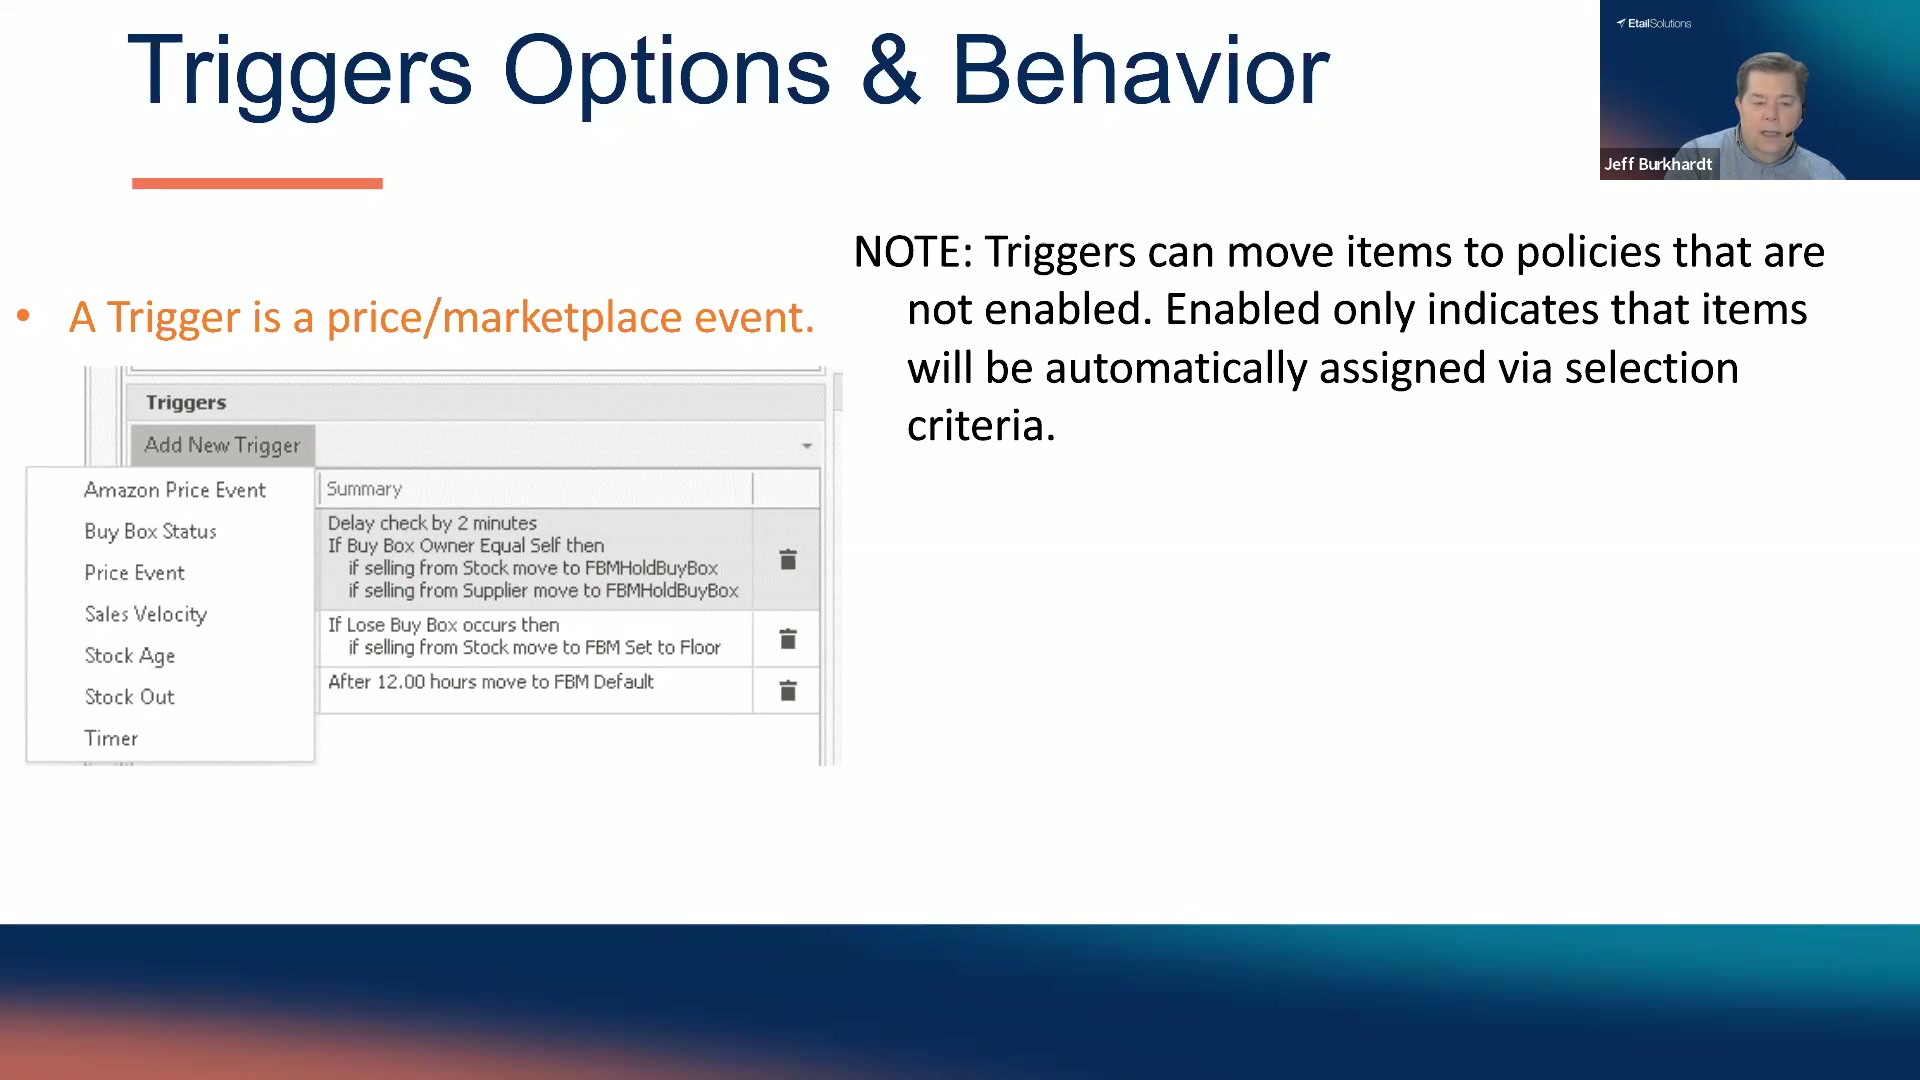 Triggers Options & Behavior
EtailSolutions
Jeff Burkhardt
• A Trigger is a price/marketplace event.
NOTE: Triggers can move items to policies that are
not enabled. Enabled only indicates that items
will be automatically assigned via selection
criteria.
Triggers
Add New Trigger
Amazon Price Event
Buy Box Status
Price Event
Sales Velocity
Stock Age
Stock Out
Timer
Summary
Delay check by 2 minutes
If Buy Box Owner Equal Self then
if selling from Stock move to FBMHoldBuyBox
if selling from Supplier move to FBMHoldBuyBox
If Lose Buy Box occurs then
if selling from Stock move to FBM Set to Floor
After 12.00 hours move to FBM Default